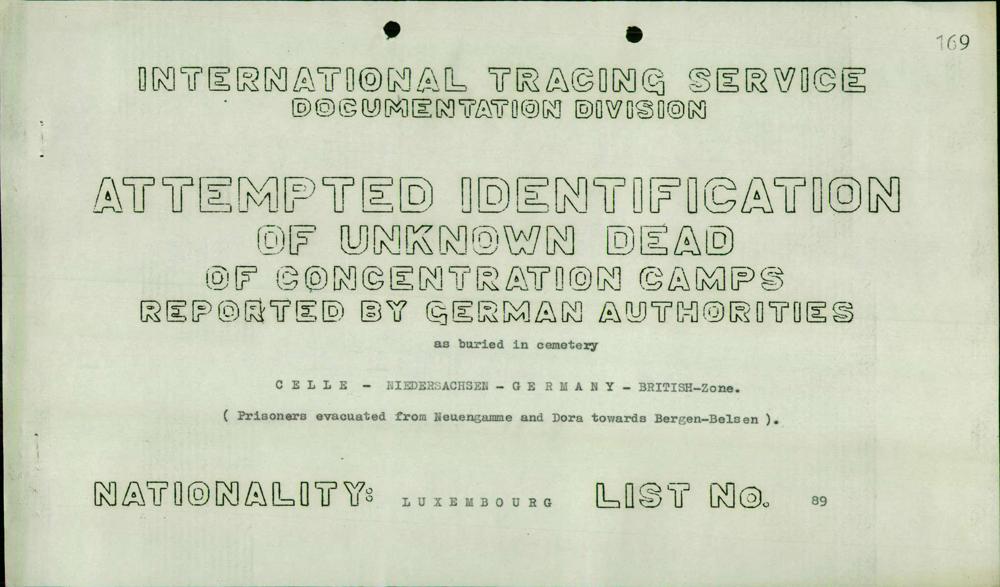 169
INTERNATIONAL TRACING SERVICE
DOCUMENTATION DIVISION
ATTEMPTED IDENTIFICATION
OF UNKNOWN DEAD
OF CONCENTRATION CAMPS
REPORTED BY GERMAN AUTHORITIES
as buried in cemetery
C E L L E - NIEDERSACHSEN - G E R M A N Y - BRITISH-Zone.
( Prisoners evacuated from Neuengamme and Dora towards Bergen-Belsen ).
NATIONALITY: L U X E M B O U R G LIST No. 89